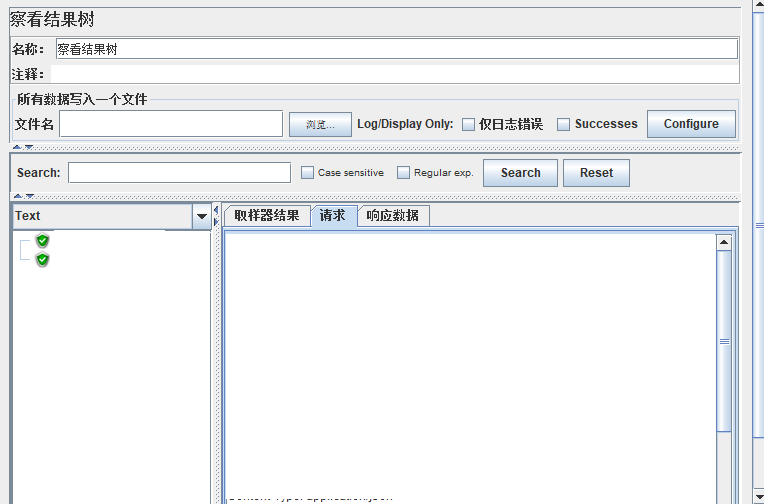 察看结果树
名称： 察看结果树
注释：
所有数据写入一个文件
文件名 浏览... Log/Display Only: 仅日志错误 Successes Configure
Search: Case sensitive Regular exp. Search Reset
Text 取样器结果 请求 响应数据